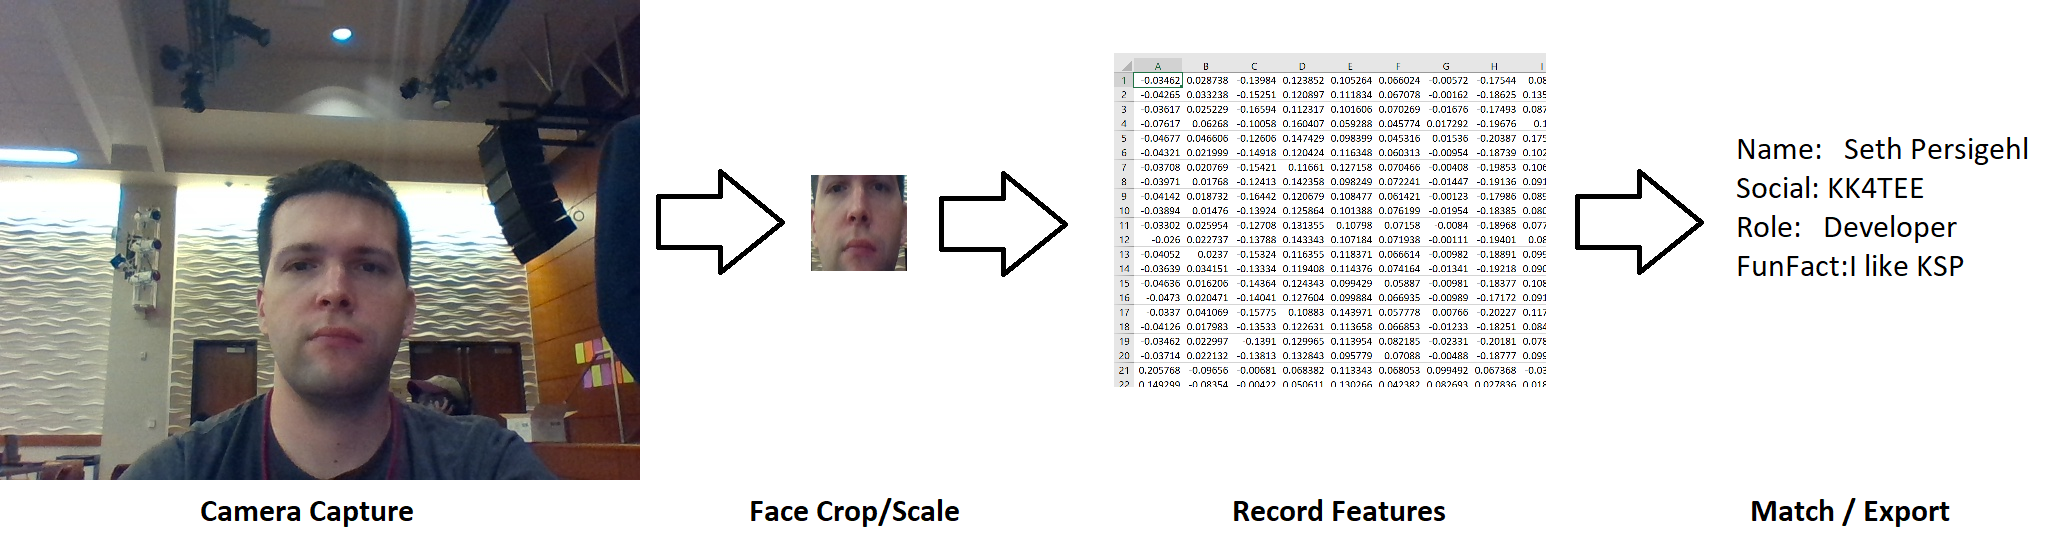 A B C D E F G H I
1 -0.03462 0.028738 -0.13984 0.123852 0.105264 0.066024 -0.00572 -0.17544 0.08
2 -0.04265 0.033238 -0.15251 0.120897 0.111834 0.067078 -0.00162 -0.18625 0.135
3 -0.03617 0.025229 -0.16594 0.112317 0.101606 0.070269 -0.01676 -0.17493 0.087
4 -0.07617 0.06268 -0.10058 0.160407 0.059288 0.045774 0.017292 -0.19676 0.1
5 -0.04677 0.046606 -0.12606 0.147429 0.098399 0.045316 0.01536 -0.20387 0.175
6 -0.04321 0.021999 -0.14918 0.120424 0.116348 0.060313 -0.00954 -0.18739 0.102
7 -0.03708 0.020769 -0.15421 0.11661 0.127158 0.070466 -0.00408 -0.19853 0.106
8 -0.03971 0.01768 -0.12413 0.142358 0.098249 0.072241 -0.01447 -0.19136 0.091
9 -0.04142 0.018732 -0.16442 0.120679 0.108477 0.061421 -0.00123 -0.17986 0.089
10 -0.03894 0.01476 -0.13924 0.125864 0.101388 0.076199 -0.01954 -0.18385 0.080
11 -0.03302 0.025954 -0.12708 0.131355 0.10798 0.07158 -0.0084 -0.18968 0.077
12 -0.026 0.022737 -0.13788 0.143343 0.107184 0.071938 -0.00111 -0.19401 0.08
13 -0.04052 0.0237 -0.15324 0.116355 0.118371 0.066614 -0.00982 -0.18891 0.095
14 -0.03639 0.034151 -0.13334 0.119408 0.114376 0.074164 -0.01341 -0.19218 0.090
15 -0.04636 0.016206 -0.14364 0.124343 0.099429 0.05887 -0.00981 -0.18377 0.108
16 -0.0473 0.020471 -0.14041 0.127604 0.099884 0.066935 -0.00989 -0.17172 0.091
17 -0.0337 0.041069 -0.15775 0.10883 0.143971 0.057778 0.00766 -0.20227 0.117
18 -0.04126 0.017983 -0.13533 0.122631 0.113658 0.066853 -0.01233 -0.18251 0.084
19 -0.03462 0.022997 -0.1391 0.129965 0.113954 0.082185 -0.02331 -0.20181 0.078
20 -0.03714 0.022132 -0.13813 0.132843 0.095779 0.07088 -0.00488 -0.18777 0.099
21 0.205768 -0.09656 -0.00681 0.068382 0.113343 0.068053 0.099492 0.067368 -0.03
22 0.149299 -0.08354 -0.00422 0.050611 0.130266 0.042382 0.082693 0.027836 0.018
Name: Seth Persigehl
Social: KK4TEE
Role: Developer
FunFact:I like KSP
Camera Capture
Face Crop/Scale
Record Features
Match / Export